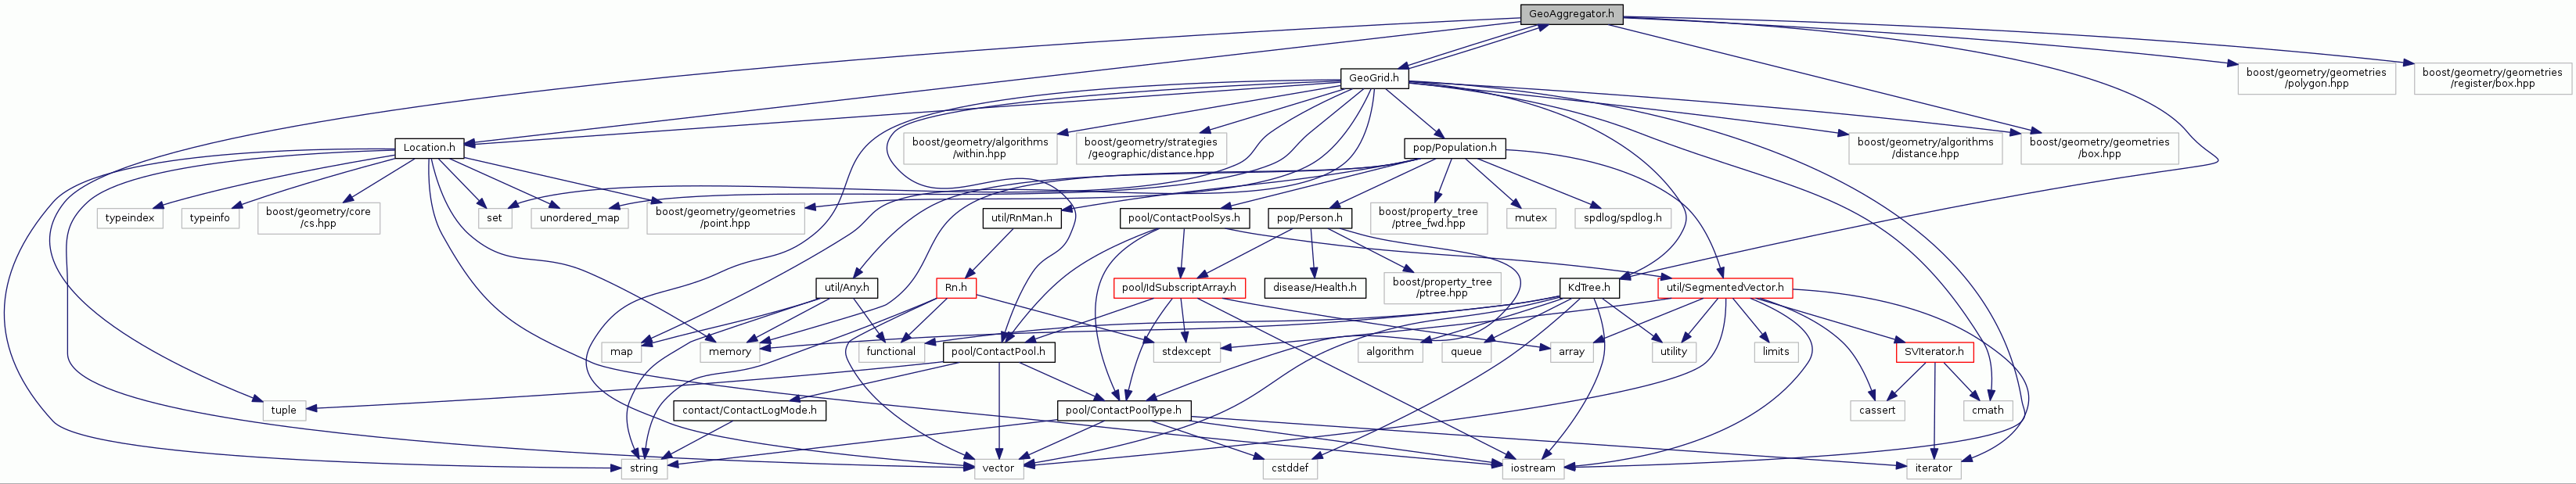 GeoAggregator.h
GeoGrid.h
boost/geometry/geometries
/polygon.hpp
boost/geometry/geometries
/register/box.hpp
Location.h
boost/geometry/algorithms
/within.hpp
boost/geometry/strategies
/geographic/distance.hpp
pop/Population.h
boost/geometry/algorithms
/distance.hpp
boost/geometry/geometries
/box.hpp
typeindex
typeinfo
boost/geometry/core
/cs.hpp
set
unordered_map
boost/geometry/geometries
/point.hpp
util/RnMan.h
pool/ContactPoolSys.h
pop/Person.h
boost/property_tree
/ptree_fwd.hpp
mutex
spdlog/spdlog.h
util/Any.h
Rn.h
pool/IdSubscriptArray.h
disease/Health.h
boost/property_tree
/ptree.hpp
KdTree.h
util/SegmentedVector.h
map
memory
functional
pool/ContactPool.h
stdexcept
algorithm
queue
array
utility
limits
SVIterator.h
tuple
contact/ContactLogMode.h
pool/ContactPoolType.h
cassert
cmath
string
vector
cstddef
iostream
iterator